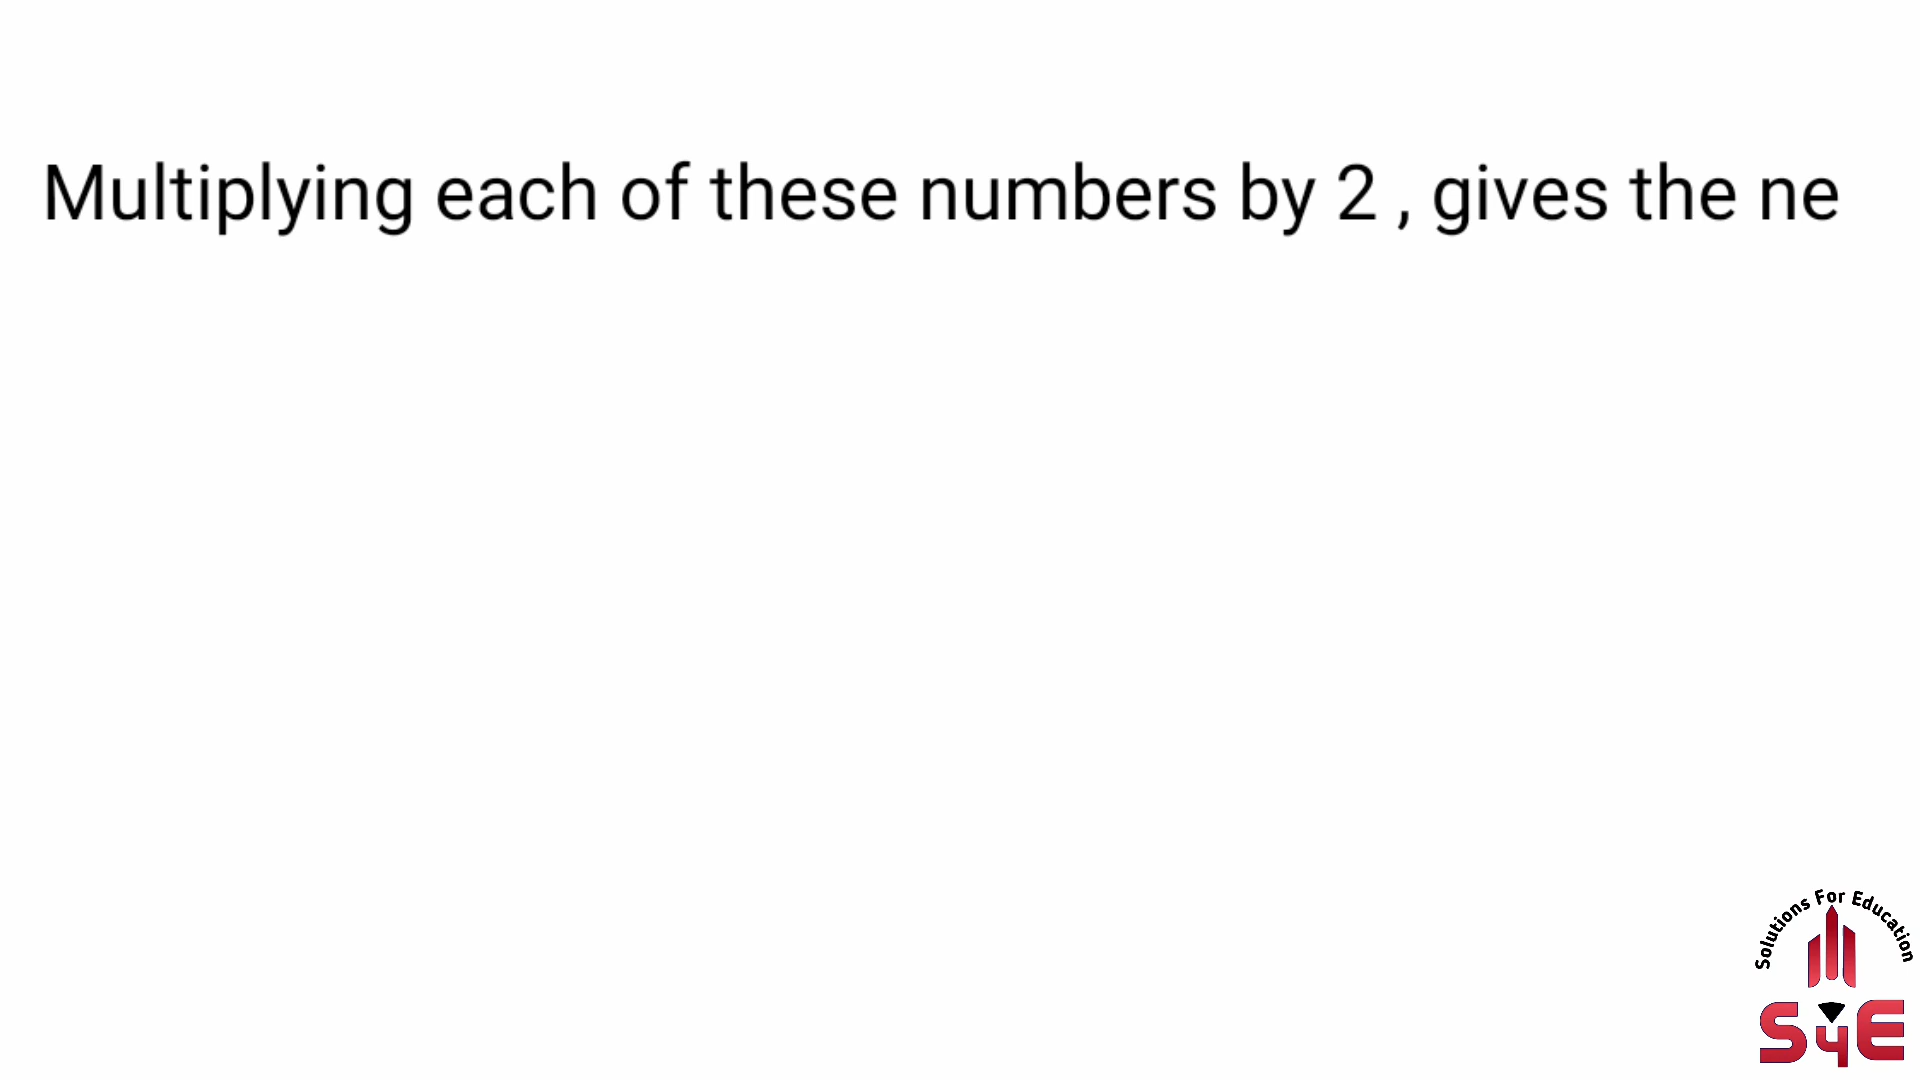 Multiplying each of these numbers by 2 , gives the ne
Solutions For Education
S4E